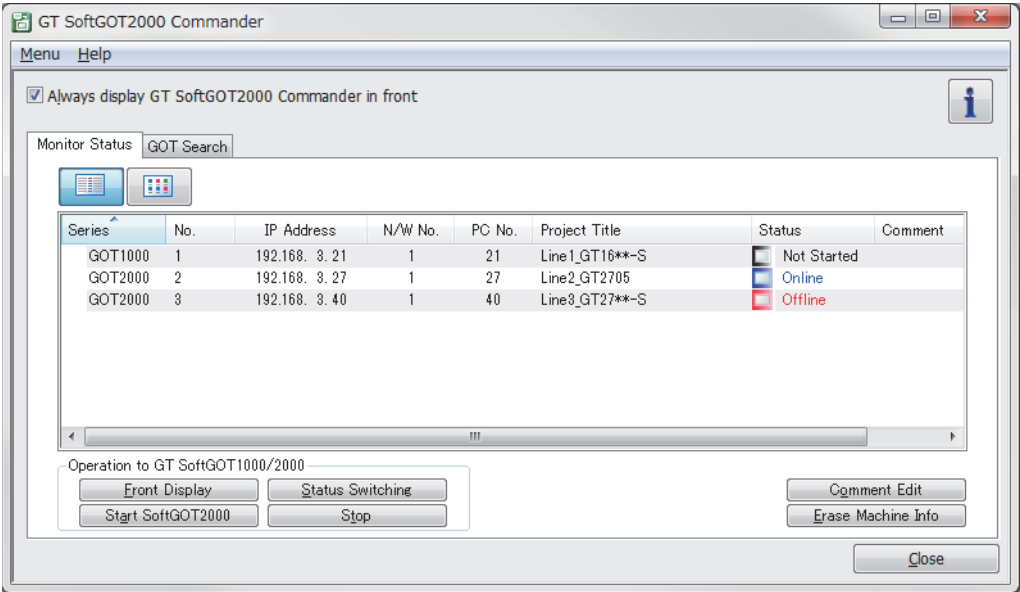 GT SoftGOT2000 Commander
Menu Help
Always display GT SoftGOT2000 Commander in front
Monitor Status GOT Search
Series No. IP Address N/W No. PC No. Project Title Status Comment
GOT1000 1 192.168. 3. 21 1 21 Line1_GT16**-S Not Started
GOT2000 2 192.168. 3. 27 1 27 Line2_GT2705 Online
GOT2000 3 192.168. 3. 40 1 40 Line3_GT27**-S Offline
Operation to GT SoftGOT1000/2000
Front Display Status Switching Comment Edit
Start SoftGOT2000 Stop Erase Machine Info
Close